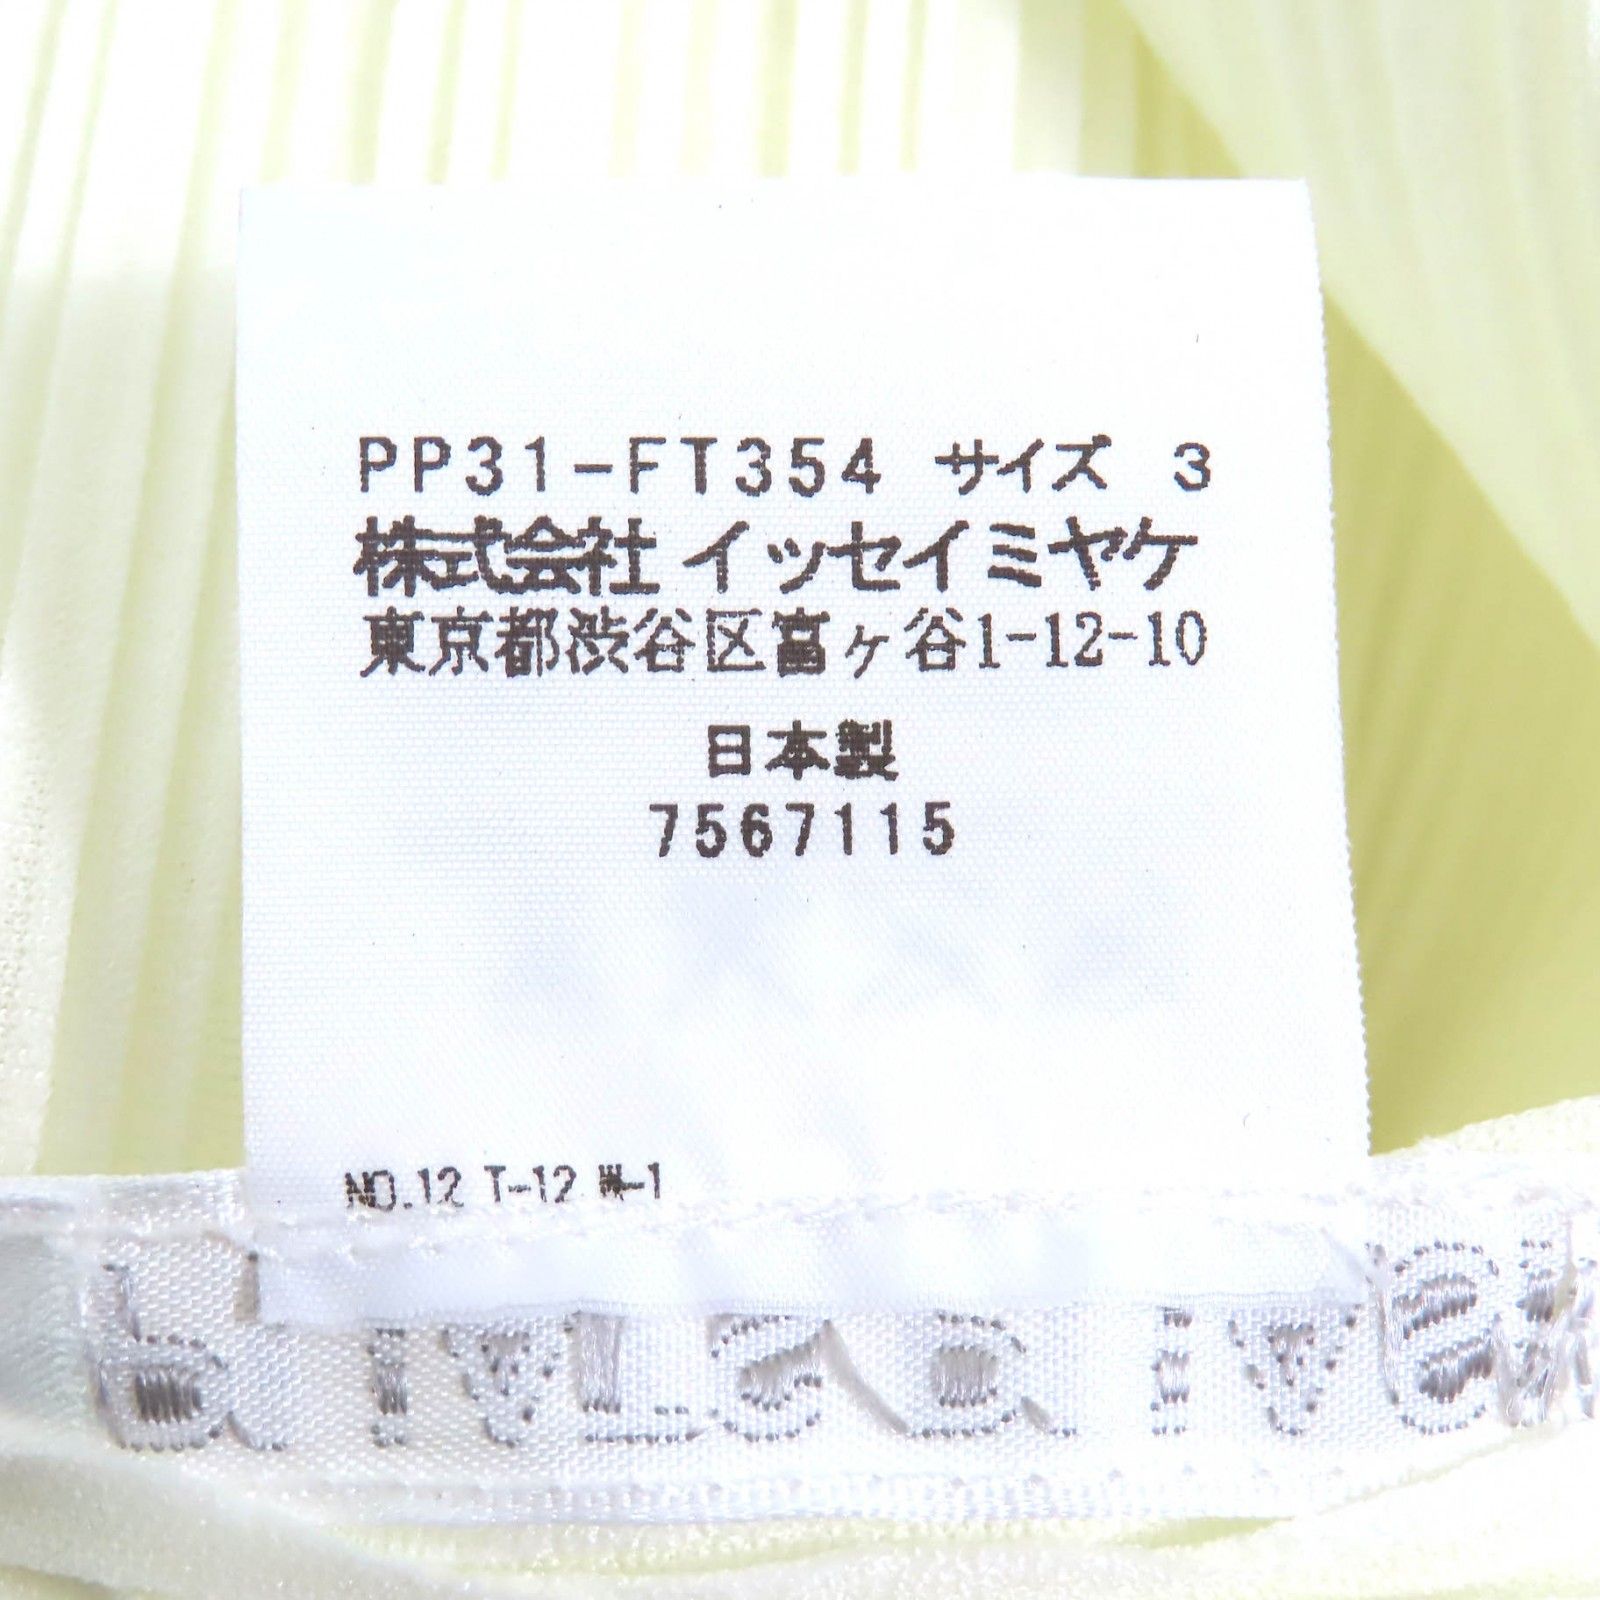 PP31-FT354 サイズ 3
株式会社 イッセイミヤケ
東京都渋谷区富ヶ谷1-12-10
日本製
7567115
NO.12 T-12 W-1